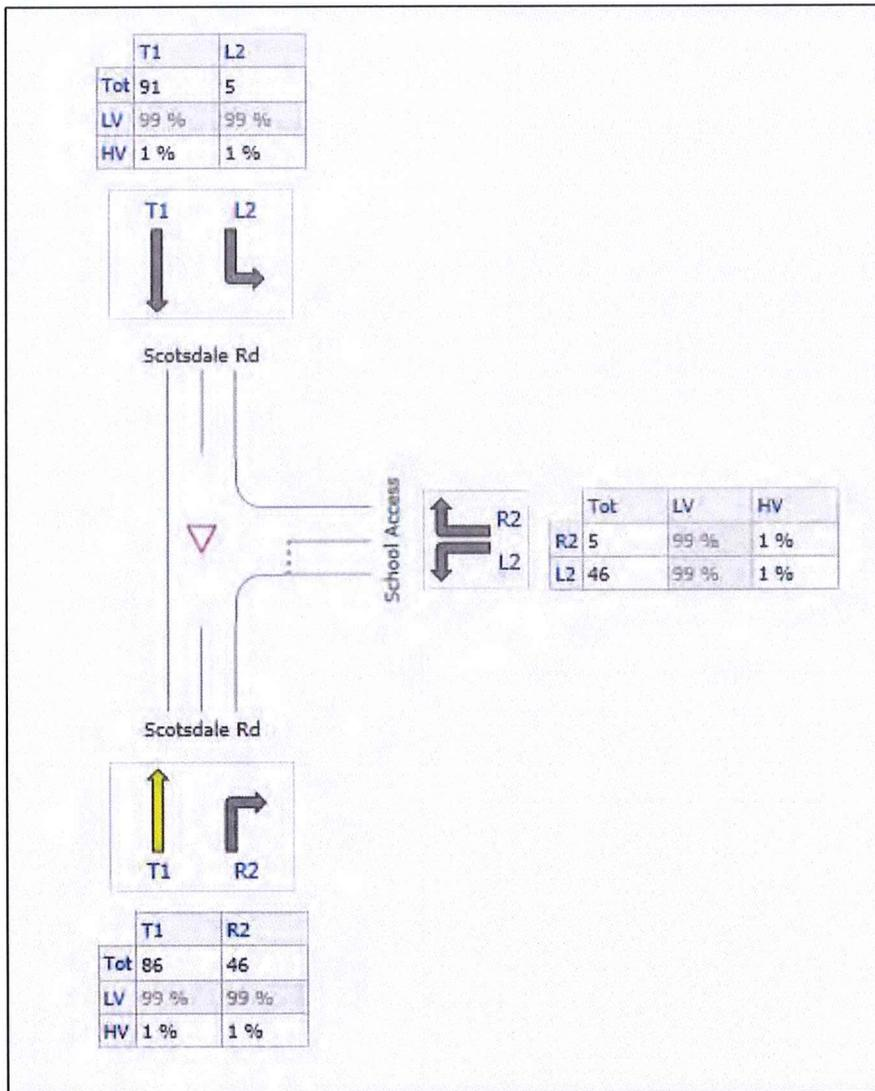 T1 L2
Tot 91 5
LV 99 % 99 %
HV 1 % 1 %
T1 L2
Scotsdale Rd
School Access
R2
L2
Tot LV HV
R2 5 99 % 1 %
L2 46 99 % 1 %
Scotsdale Rd
T1 R2
T1 R2
Tot 86 46
LV 99 % 99 %
HV 1 % 1 %